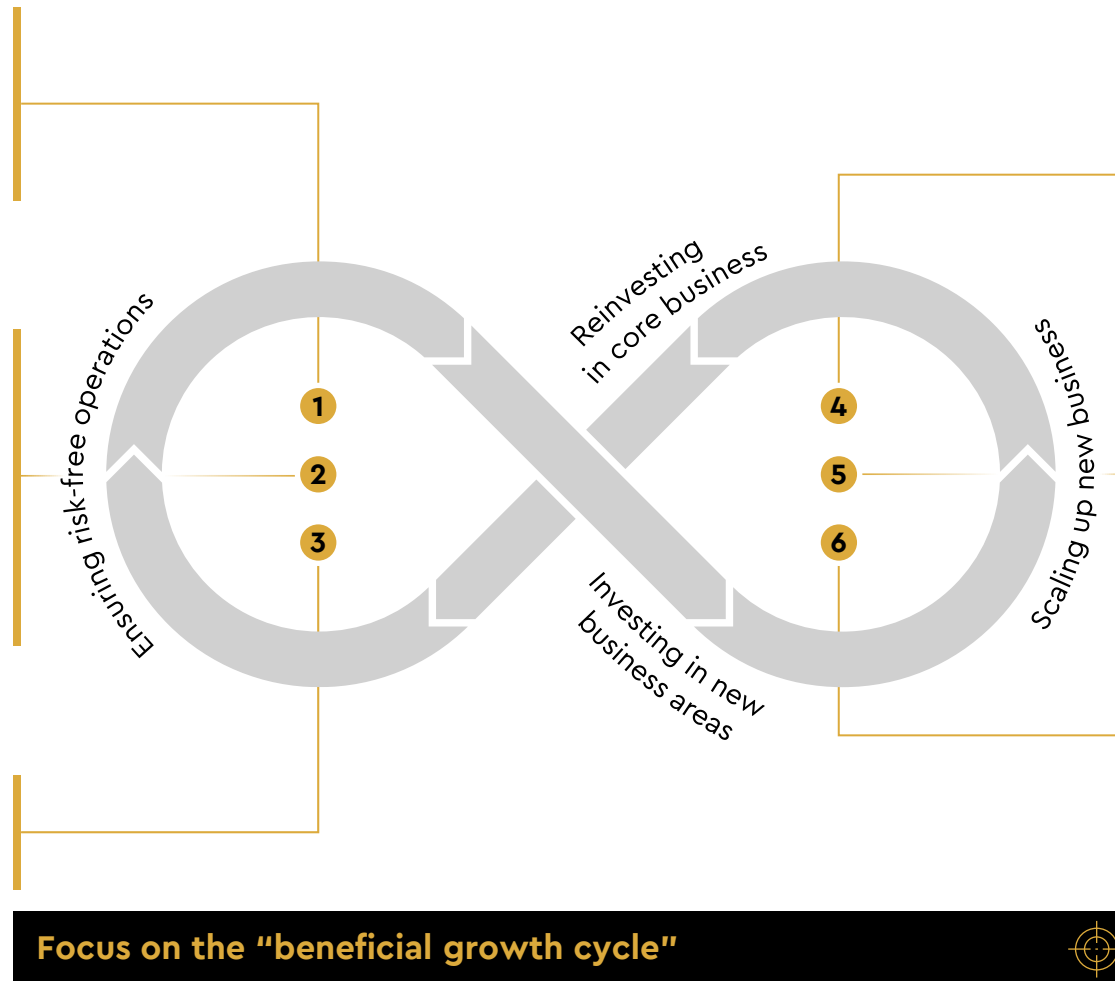 Ensuring risk-free operations
1
2
3
Reinvesting
in core business
Investing in new
business areas
4
5
6
Scaling up new business
Focus on the “beneficial growth cycle”